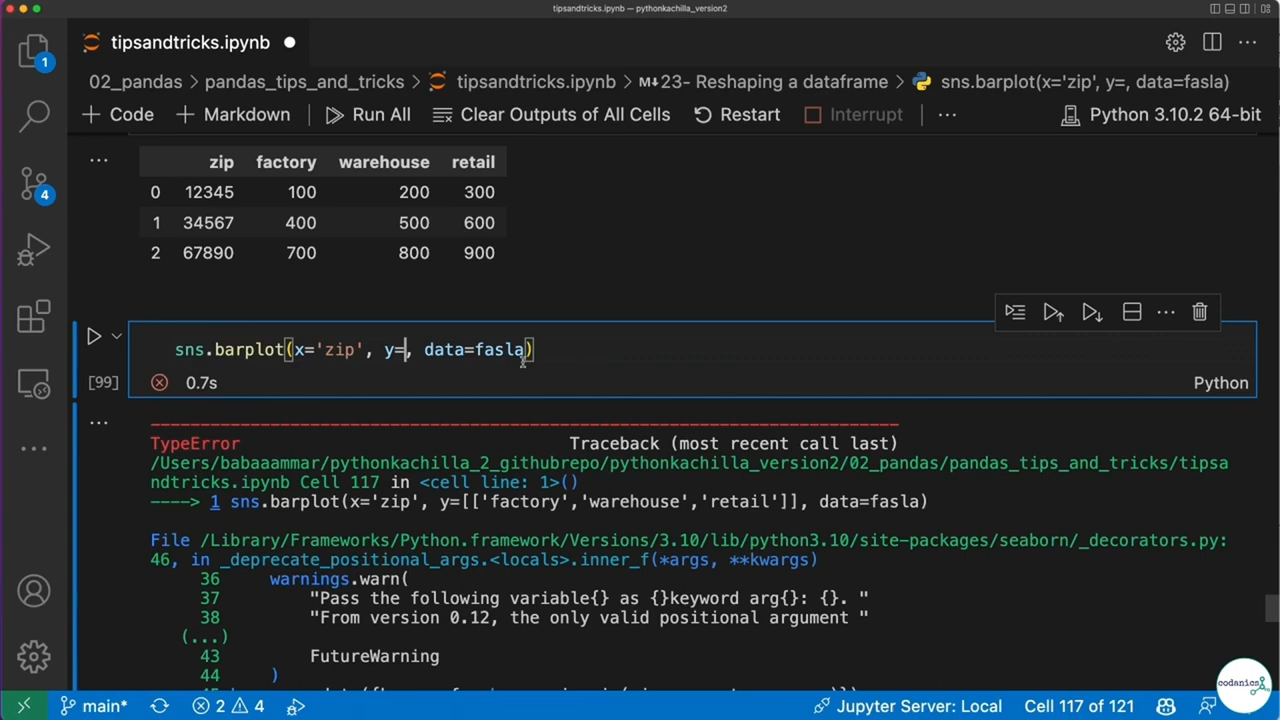 tipsandtricks.ipynb — pythonkachilla_version2
tipsandtricks.ipynb
02_pandas > pandas_tips_and_tricks > tipsandtricks.ipynb > M↓23- Reshaping a dataframe > sns.barplot(x='zip', y=, data=fasla)
+ Code + Markdown Run All Clear Outputs of All Cells Restart Interrupt ... Python 3.10.2 64-bit
1
4
...
zip factory warehouse retail
0 12345 100 200 300
1 34567 400 500 600
2 67890 700 800 900
sns.barplot(x='zip', y=, data=fasla)
[99] 0.7s Python
...
TypeError Traceback (most recent call last)
/Users/babaaammar/pythonkachilla_2_githubrepo/pythonkachilla_version2/02_pandas/pandas_tips_and_tricks/tipsa
ndtricks.ipynb Cell 117 in <cell line: 1>()
----> 1 sns.barplot(x='zip', y=[['factory','warehouse','retail']], data=fasla)
File /Library/Frameworks/Python.framework/Versions/3.10/lib/python3.10/site-packages/seaborn/_decorators.py:
46, in _deprecate_positional_args.<locals>.inner_f(*args, **kwargs)
36 warnings.warn(
37 "Pass the following variable{} as {}keyword arg{}: {}. "
38 "From version 0.12, the only valid positional argument "
(...)
43 FutureWarning
44 )
codanics
main* 2 4 Jupyter Server: Local Cell 117 of 121